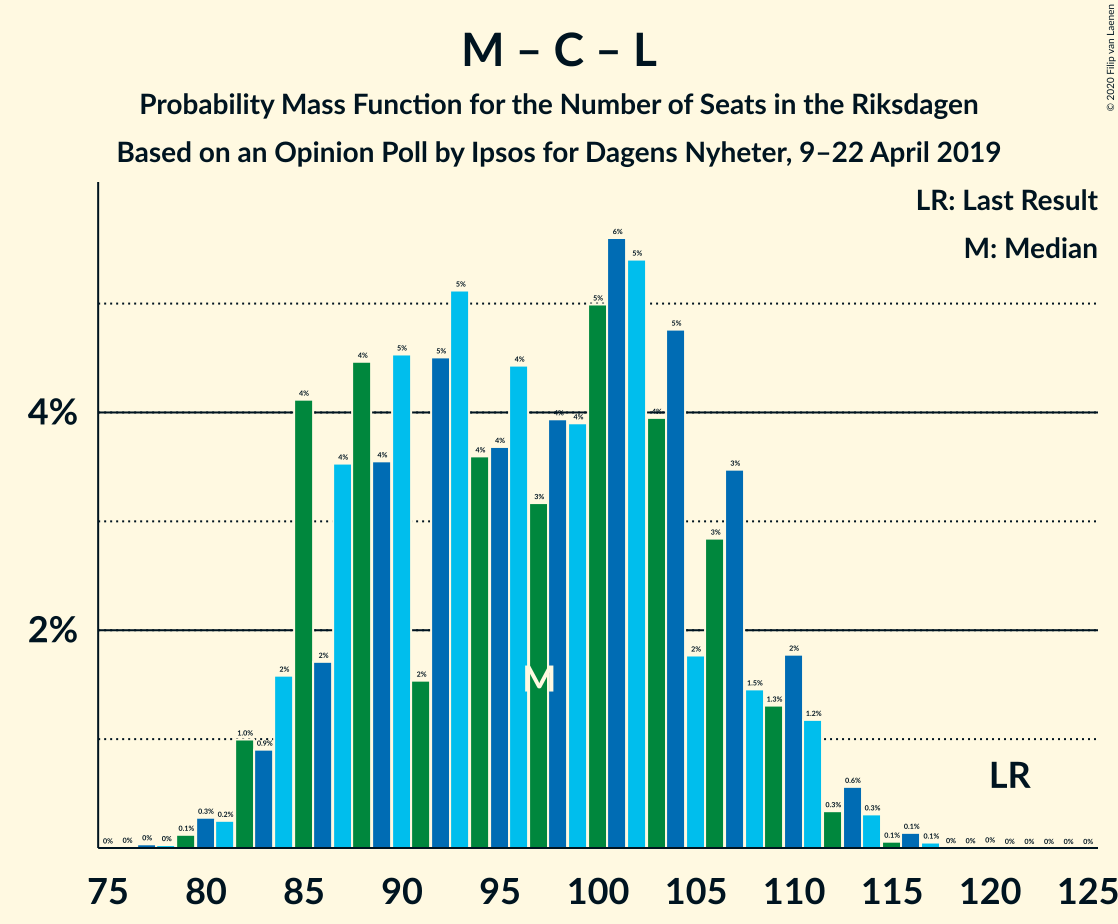 M – C – L
Probability Mass Function for the Number of Seats in the Riksdagen
Based on an Opinion Poll by Ipsos for Dagens Nyheter, 9–22 April 2019
© 2020 Filip van Laenen
LR: Last Result
M: Median
4%
2%
0% 0% 0% 0% 0.1% 0.3% 0.2% 1.0% 0.9% 2% 4% 2% 4% 4% 4% 5% 2% 5% 5% 4% 4% 4% 3% 4% 4% 5% 6% 5% 4% 5% 2% 3% 3% 1.5% 1.3% 2% 1.2% 0.3% 0.6% 0.3% 0.1% 0.1% 0.1% 0% 0% 0% 0% 0% 0% 0% 0%
M
LR
75 80 85 90 95 100 105 110 115 120 125